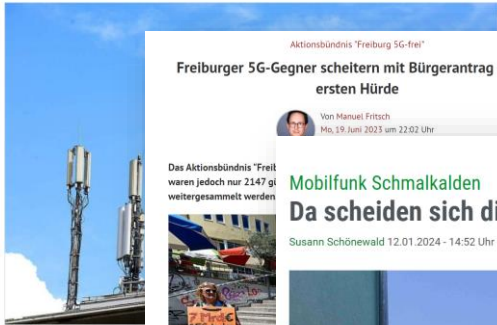 Aktionsbündnis "Freiburg 5G-frei"
Freiburger 5G-Gegner scheitern mit Bürgerantrag
ersten Hürde
Von Manuel Fritsch
Mo, 19. Juni 2023 um 22:02 Uhr
Das Aktionsbündnis "Freib
waren jedoch nur 2147 gü
weitergesammelt werden
7 Mrd €
Mobilfunk Schmalkalden
Da scheiden sich di
Susann Schönewald 12.01.2024 - 14:52 Uhr